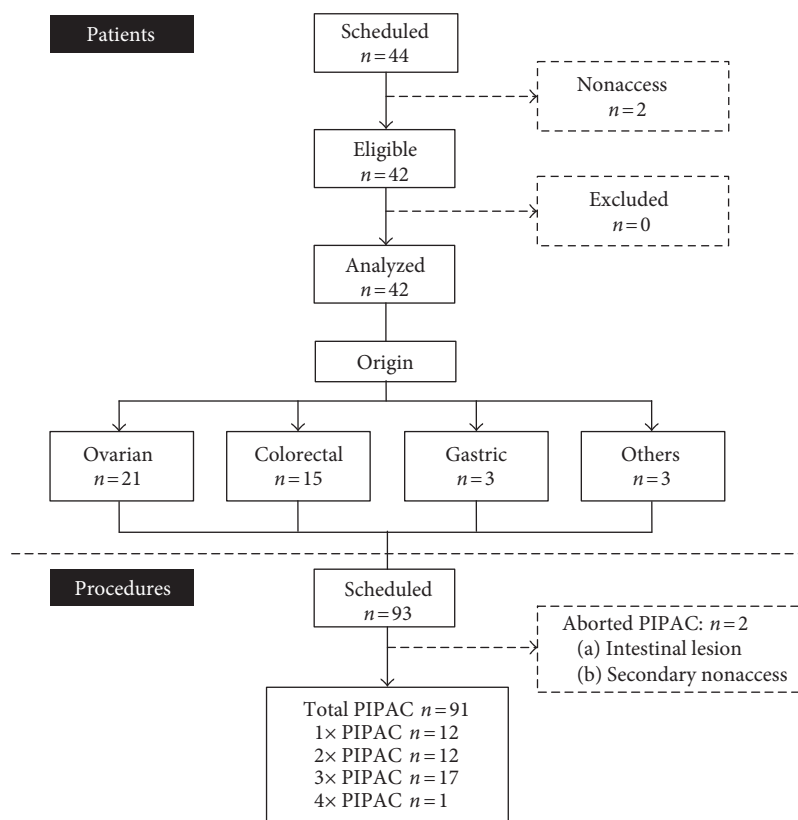 Patients
Scheduled
n=44
Nonaccess
n=2
Eligible
n=42
Excluded
n=0
Analyzed
n=42
Origin
Ovarian
n=21
Colorectal
n=15
Gastric
n=3
Others
n=3
Procedures
Scheduled
n=93
Aborted PIPAC: n=2
(a) Intestinal lesion
(b) Secondary nonaccess
Total PIPAC n=91
1× PIPAC n=12
2× PIPAC n=12
3× PIPAC n=17
4× PIPAC n=1